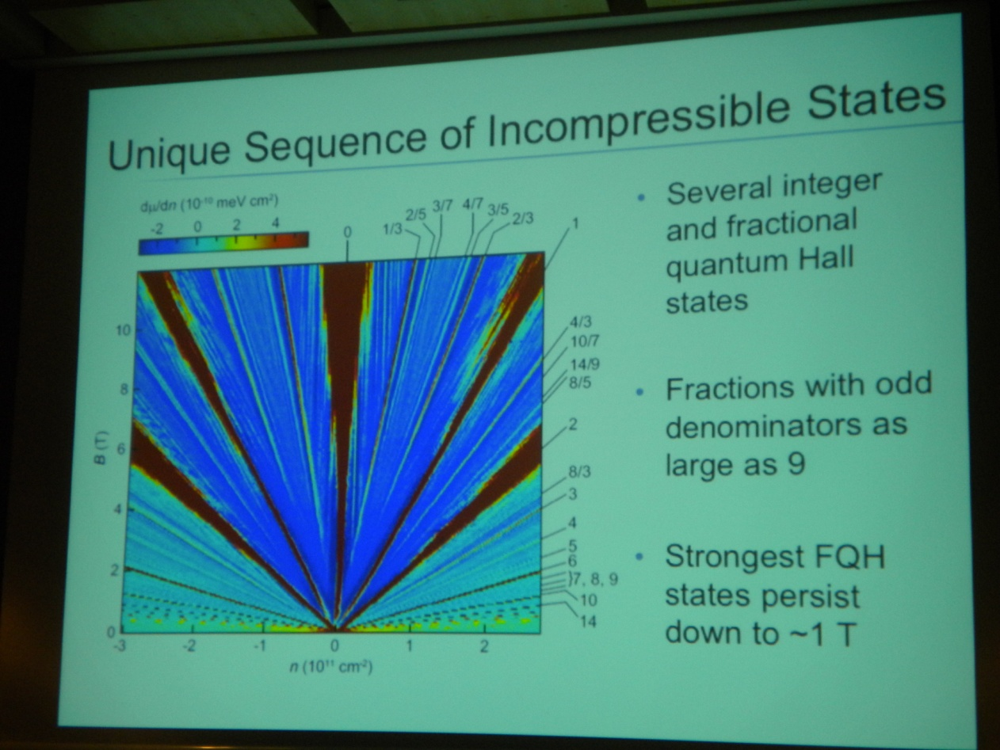 Unique Sequence of Incompressible States
dμ/dn (10⁻¹⁰ meV cm²)
-2 0 2 4
0
1/3
2/5
3/7
4/7
3/5
2/3
1
4/3
10/7
14/9
8/5
2
8/3
3
4
5
6
}7, 8, 9
10
14
B (T)
10
8
6
4
2
0
-3 -2 -1 0 1 2
n (10¹¹ cm⁻²)
• Several integer
and fractional
quantum Hall
states
• Fractions with odd
denominators as
large as 9
• Strongest FQH
states persist
down to ~1 T